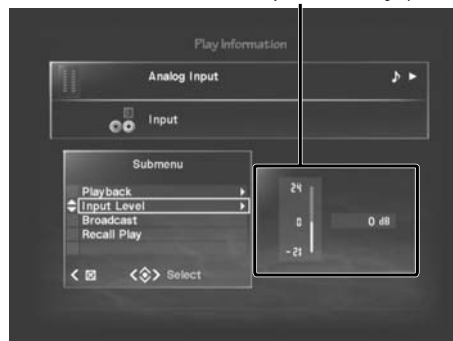 Play Information
Analog Input
Input
Submenu
Playback
Input Level
Broadcast
Recall Play
Select
24
0
0 dB
-21